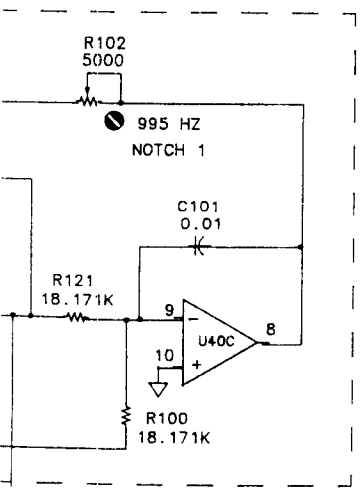 R102
5000
995 HZ
NOTCH 1
C101
0.01
R121
18.171K
9
-
8
U40C
10
+
R100
18.171K